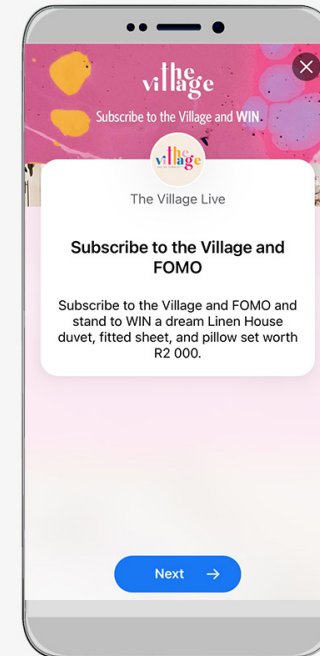 the
village
Subscribe to the Village and WIN.
the
village
The Village Live
Subscribe to the Village and
FOMO
Subscribe to the Village and FOMO and
stand to WIN a dream Linen House
duvet, fitted sheet, and pillow set worth
R2 000.
Next